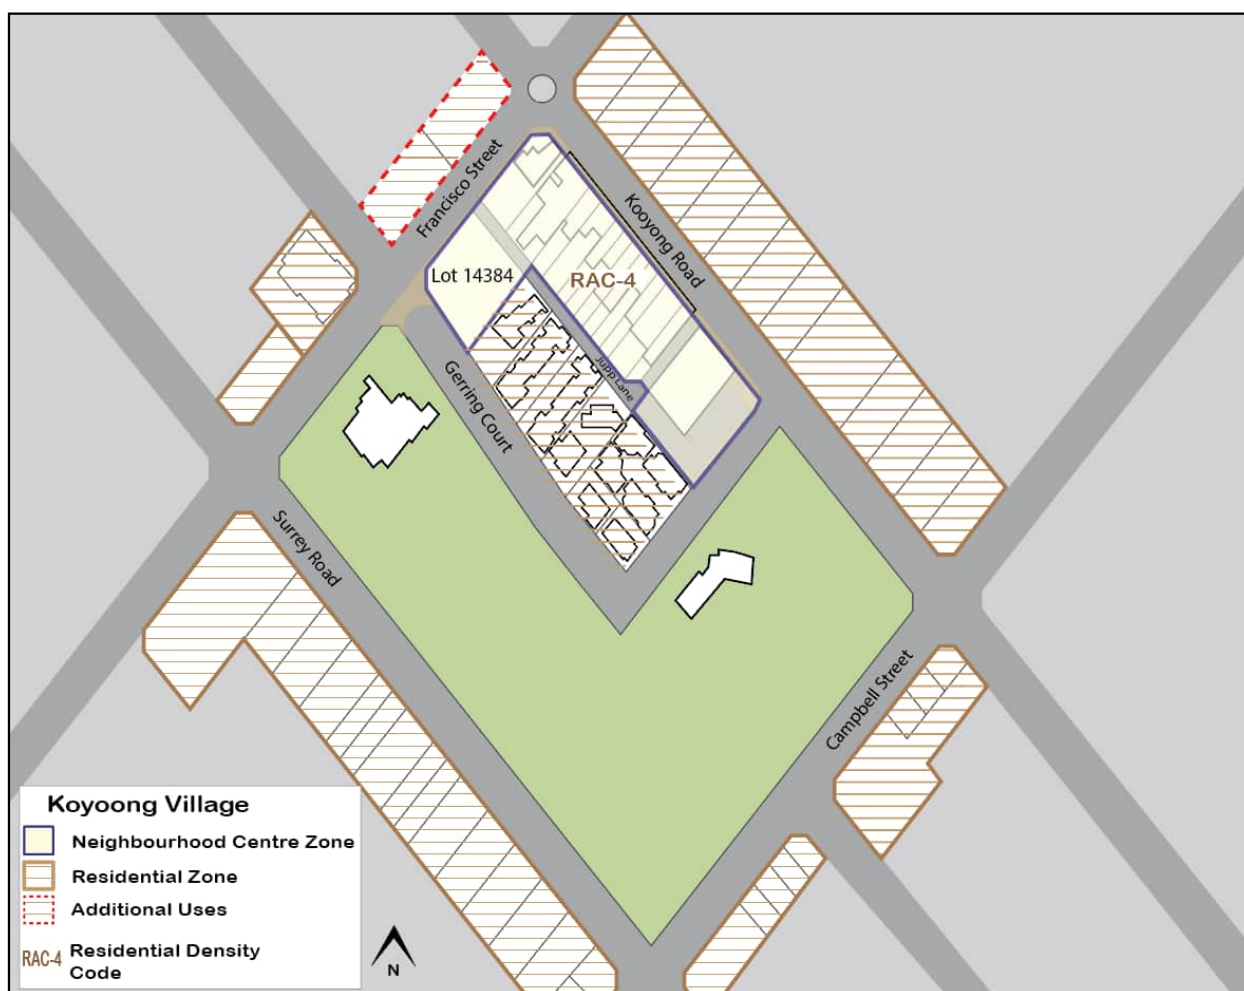 Francisco Street
Kooyong Road
Lot 14384
RAC-4
Jupp Lane
Gerring Court
Surrey Road
Campbell Street
Koyoong Village
Neighbourhood Centre Zone
Residential Zone
Additional Uses
RAC-4 Residential Density
Code
N